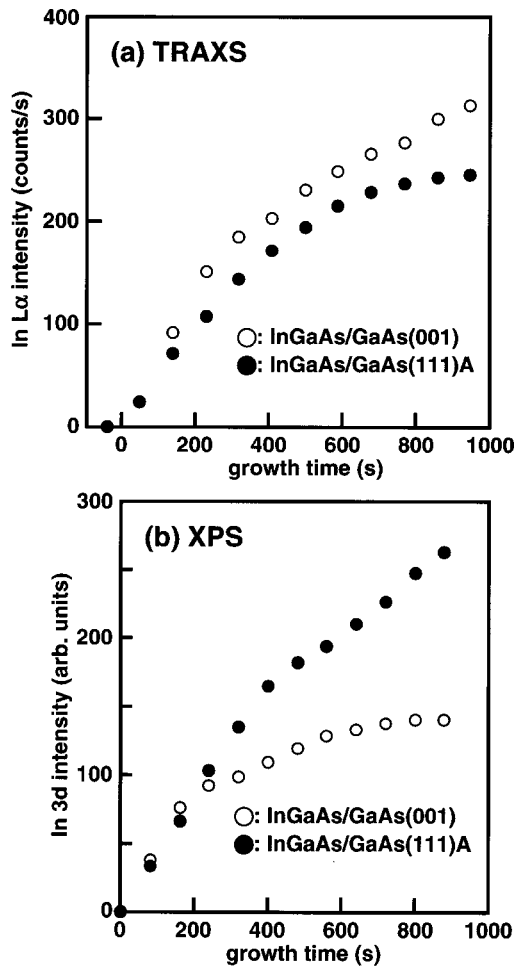 400
(a) TRAXS
300
200
100
0
In Lα intensity (counts/s)
○: InGaAs/GaAs(001)
●: InGaAs/GaAs(111)A
0 200 400 600 800 1000
growth time (s)
300
(b) XPS
200
100
0
In 3d intensity (arb. units)
○: InGaAs/GaAs(001)
●: InGaAs/GaAs(111)A
0 200 400 600 800 1000
growth time (s)